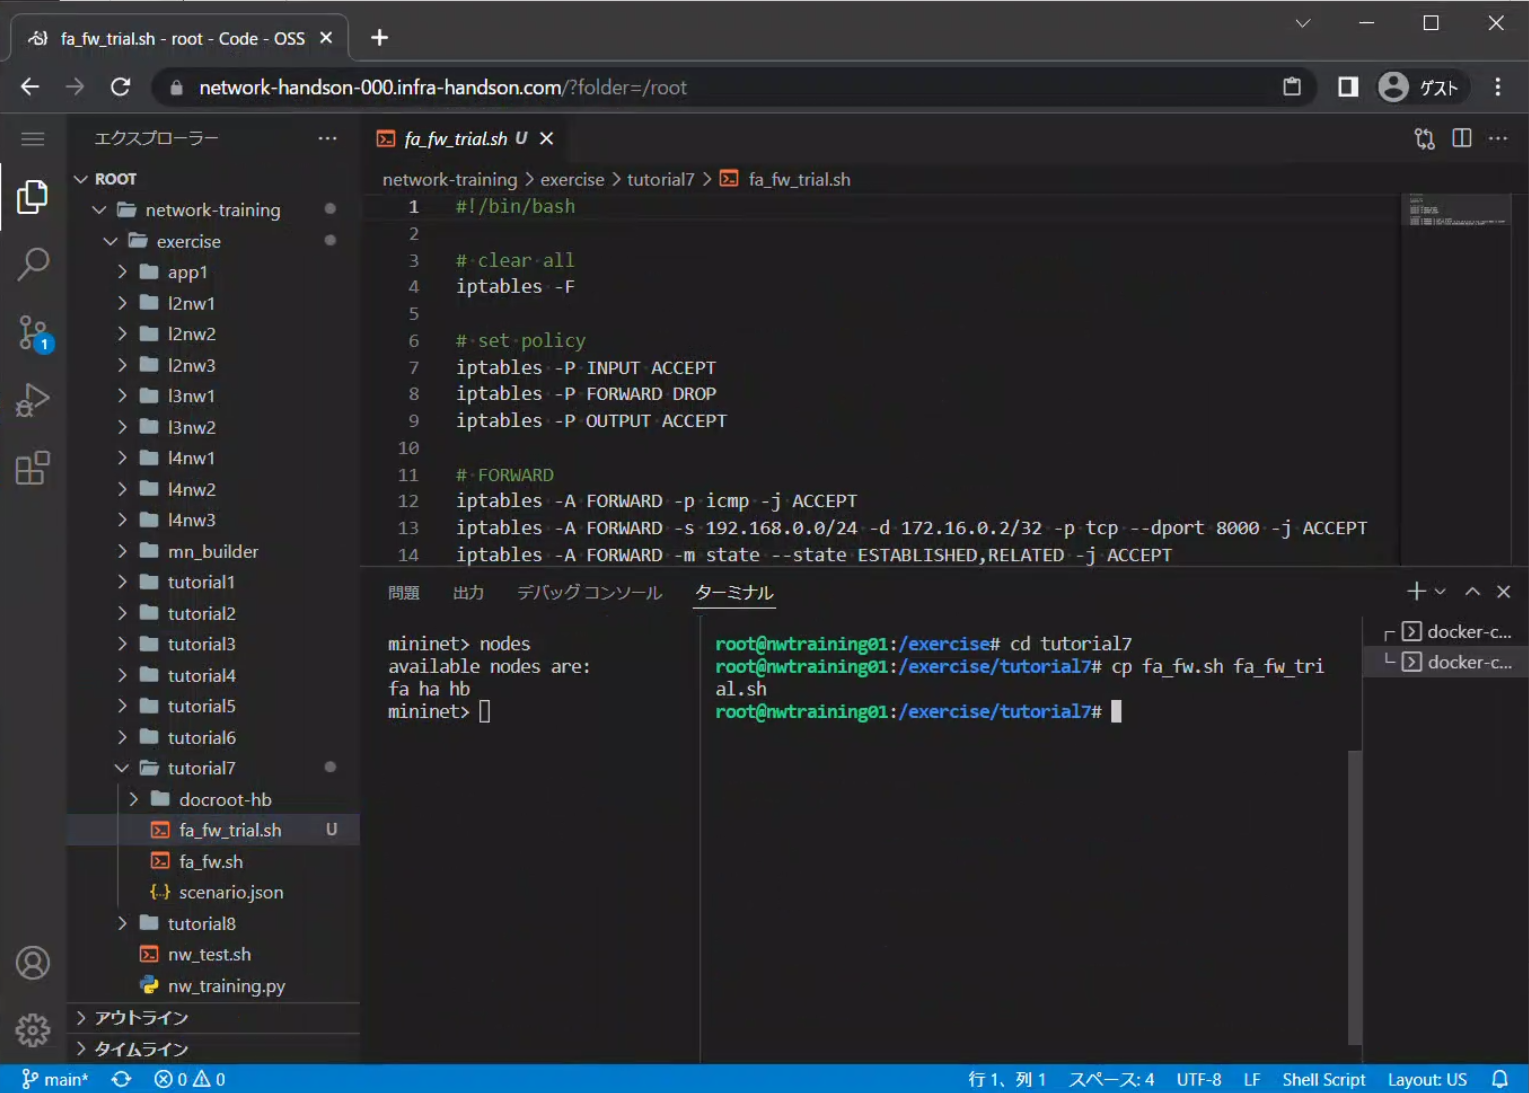 fa_fw_trial.sh - root - Code - OSS
network-handson-000.infra-handson.com/?folder=/root
ゲスト
エクスプローラー
ROOT
network-training
exercise
app1
l2nw1
l2nw2
l2nw3
l3nw1
l3nw2
l4nw1
l4nw2
l4nw3
mn_builder
tutorial1
tutorial2
tutorial3
tutorial4
tutorial5
tutorial6
tutorial7
docroot-hb
fa_fw_trial.sh U
fa_fw.sh
scenario.json
tutorial8
nw_test.sh
nw_training.py
アウトライン
タイムライン
1
fa_fw_trial.sh U
network-training > exercise > tutorial7 > fa_fw_trial.sh
1 #!/bin/bash
2
3 # clear all
4 iptables -F
5
6 # set policy
7 iptables -P INPUT ACCEPT
8 iptables -P FORWARD DROP
9 iptables -P OUTPUT ACCEPT
10
11 # FORWARD
12 iptables -A FORWARD -p icmp -j ACCEPT
13 iptables -A FORWARD -s 192.168.0.0/24 -d 172.16.0.2/32 -p tcp --dport 8000 -j ACCEPT
14 iptables -A FORWARD -m state --state ESTABLISHED,RELATED -j ACCEPT
問題 出力 デバッグ コンソール ターミナル
mininet> nodes
available nodes are:
fa ha hb
mininet>
root@nwtraining01:/exercise# cd tutorial7
root@nwtraining01:/exercise/tutorial7# cp fa_fw.sh fa_fw_tri
al.sh
root@nwtraining01:/exercise/tutorial7#
docker-c...
docker-c...
main* 0 0 行 1、列 1 スペース: 4 UTF-8 LF Shell Script Layout: US